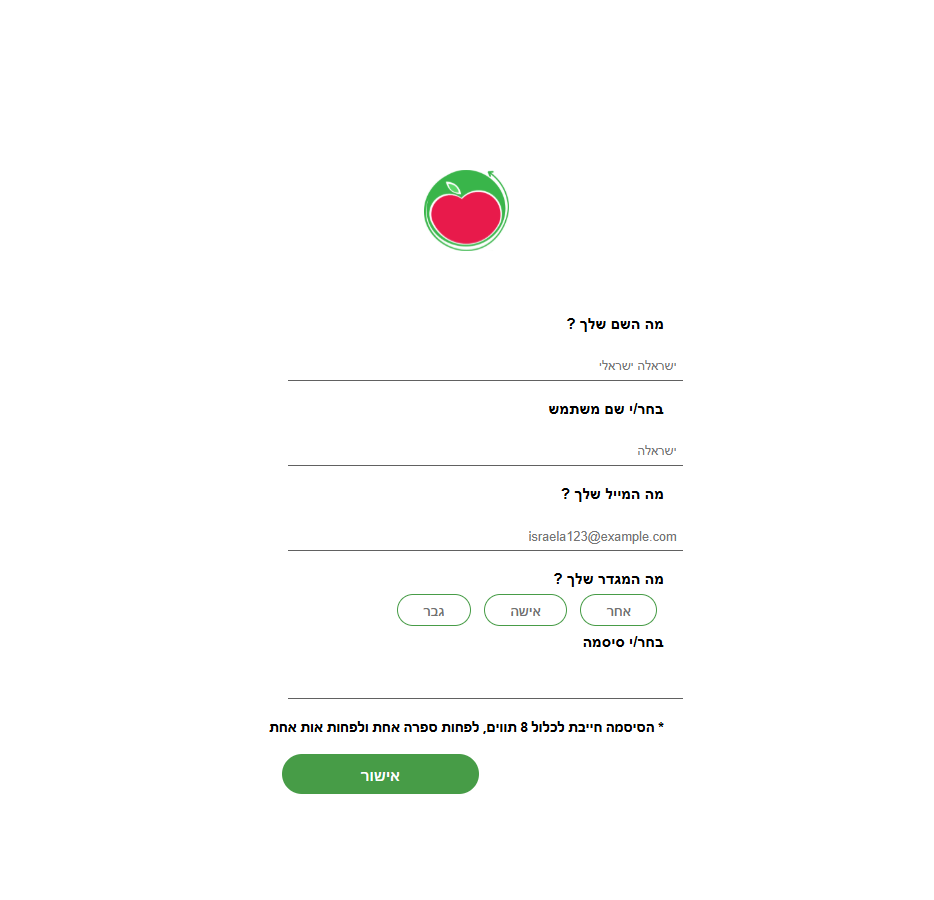 מה השם שלך ?
ישראלה ישראלי
בחר/י שם משתמש
ישראלה
מה המייל שלך ?
israela123@example.com
מה המגדר שלך ?
אחר אישה גבר
בחר/י סיסמה
* הסיסמה חייבת לכלול 8 תווים, לפחות ספרה אחת ולפחות אות אחת
אישור